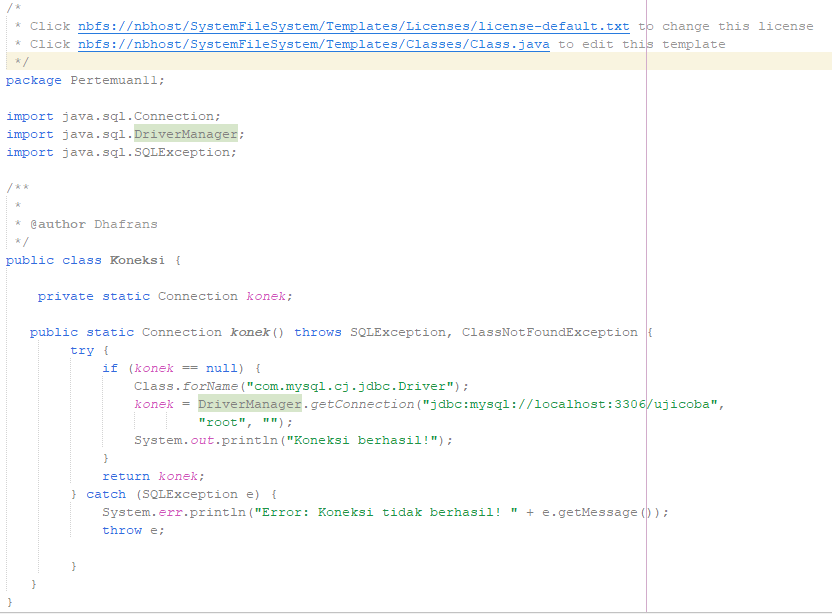 /*
 * Click nbfs://nbhost/SystemFileSystem/Templates/Licenses/license-default.txt to change this license
 * Click nbfs://nbhost/SystemFileSystem/Templates/Classes/Class.java to edit this template
 */
package Pertemuan11;

import java.sql.Connection;
import java.sql.DriverManager;
import java.sql.SQLException;

/**
 *
 * @author Dhafrans
 */
public class Koneksi {

    private static Connection konek;

   public static Connection konek() throws SQLException, ClassNotFoundException {
        try {
            if (konek == null) {
                Class.forName("com.mysql.cj.jdbc.Driver");
                konek = DriverManager.getConnection("jdbc:mysql://localhost:3306/ujicoba",
                        "root", "");
                System.out.println("Koneksi berhasil!");
            }
            return konek;
        } catch (SQLException e) {
            System.err.println("Error: Koneksi tidak berhasil! " + e.getMessage());
            throw e;

        }
   }
}